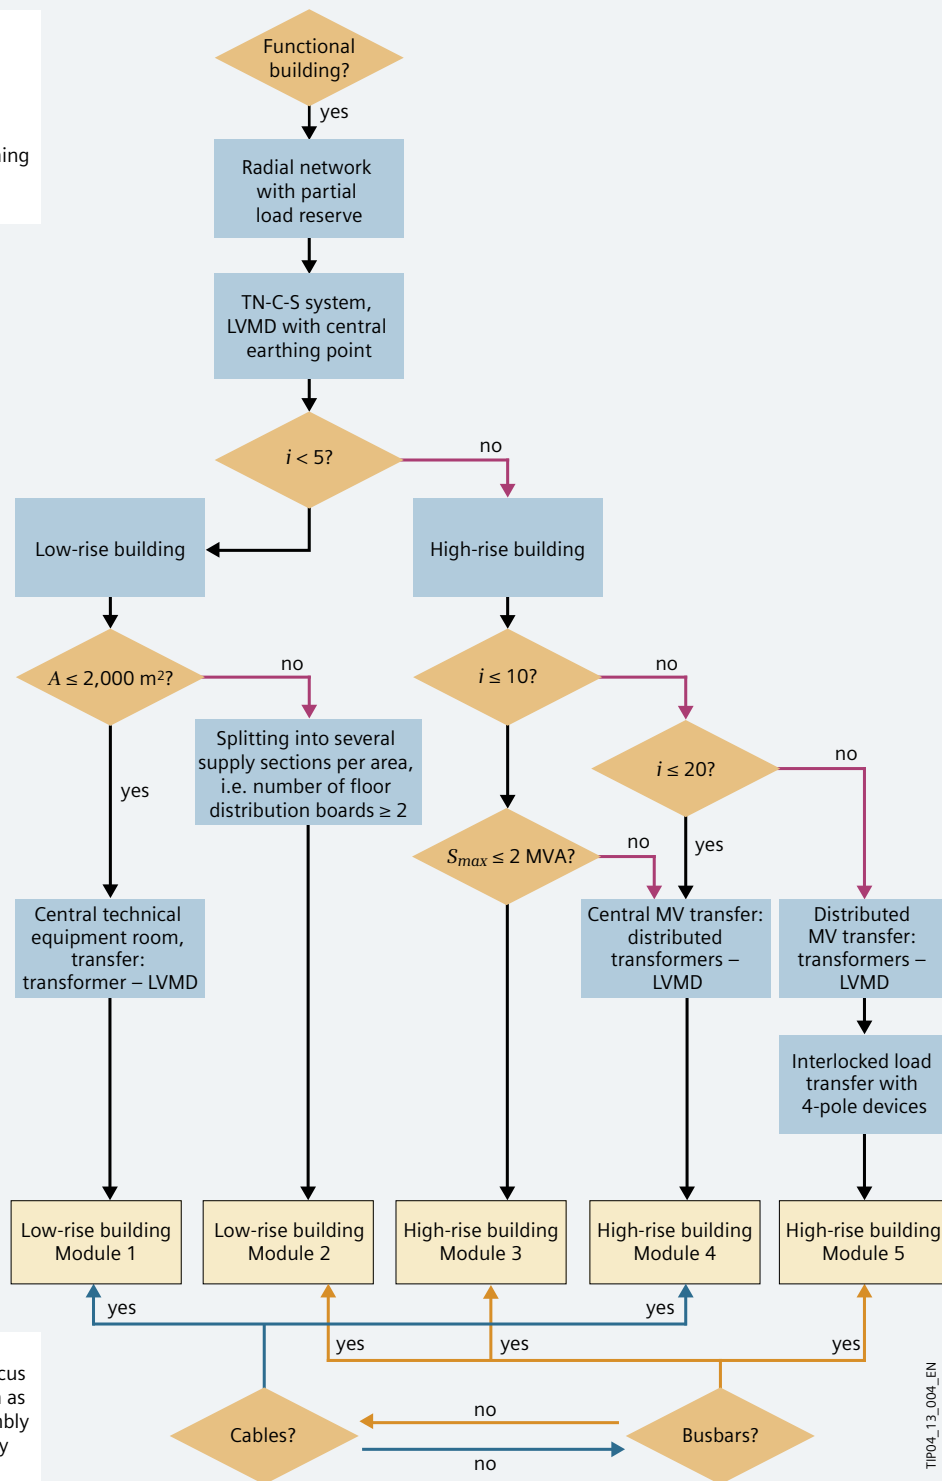 Functional
building?
yes
Radial network
with partial
load reserve
TN-C-S system,
LVMD with central
earthing point
i < 5?
no
Low-rise building
High-rise building
A ≤ 2,000 m²?
no
i ≤ 10?
no
Splitting into several
supply sections per area,
i.e. number of floor
distribution boards ≥ 2
i ≤ 20?
no
yes
Smax ≤ 2 MVA?
no
yes
Central technical
equipment room,
transfer:
transformer – LVMD
Central MV transfer:
distributed
transformers –
LVMD
Distributed
MV transfer:
transformers –
LVMD
Interlocked load
transfer with
4-pole devices
Low-rise building
Module 1
Low-rise building
Module 2
High-rise building
Module 3
High-rise building
Module 4
High-rise building
Module 5
yes
yes
yes
yes
yes
Cables?
no
no
Busbars?
TIP04_13_004_EN